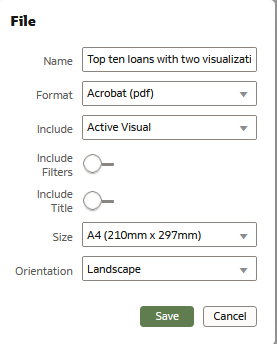 File
Name Top ten loans with two visualizati
Format Acrobat (pdf)
Include Active Visual
Include
Filters
Include
Title
Size A4 (210mm x 297mm)
Orientation Landscape
Save Cancel